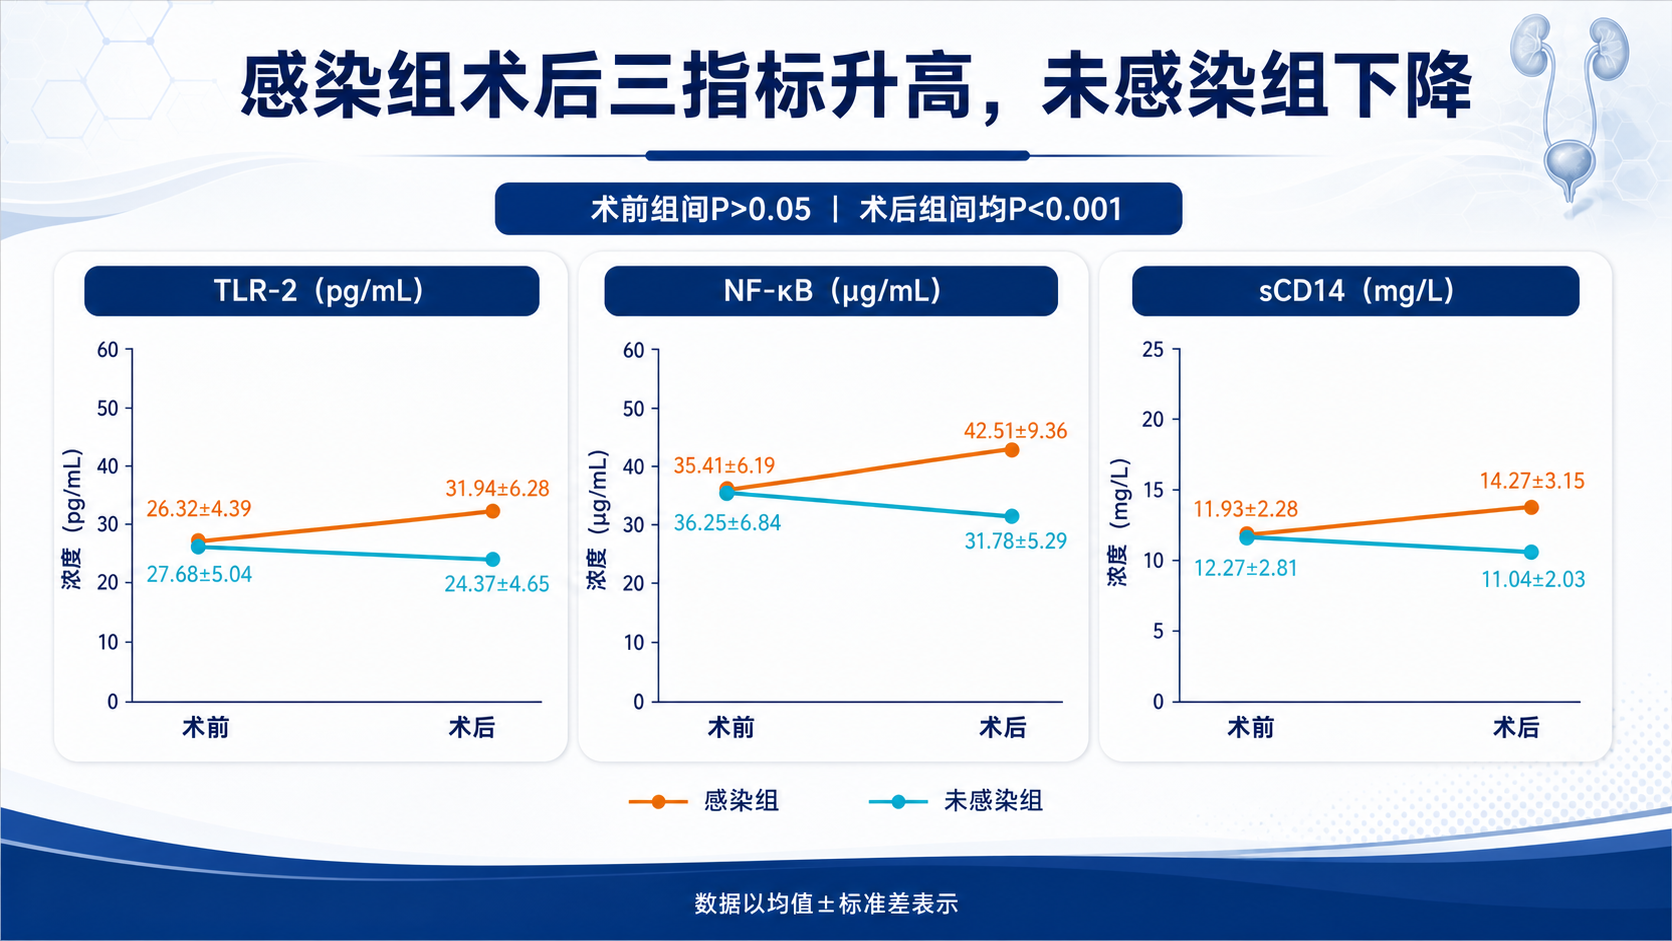 感染组术后三指标升高，未感染组下降
术前组间P>0.05 | 术后组间均P<0.001
TLR-2（pg/mL）
浓度（pg/mL）
60
50
40
30
20
10
0
26.32±4.39
27.68±5.04
31.94±6.28
24.37±4.65
术前
术后
NF-κB（μg/mL）
浓度（μg/mL）
60
50
40
30
20
10
0
35.41±6.19
36.25±6.84
42.51±9.36
31.78±5.29
术前
术后
sCD14（mg/L）
浓度（mg/L）
25
20
15
10
5
0
11.93±2.28
12.27±2.81
14.27±3.15
11.04±2.03
术前
术后
感染组
未感染组
数据以均值±标准差表示